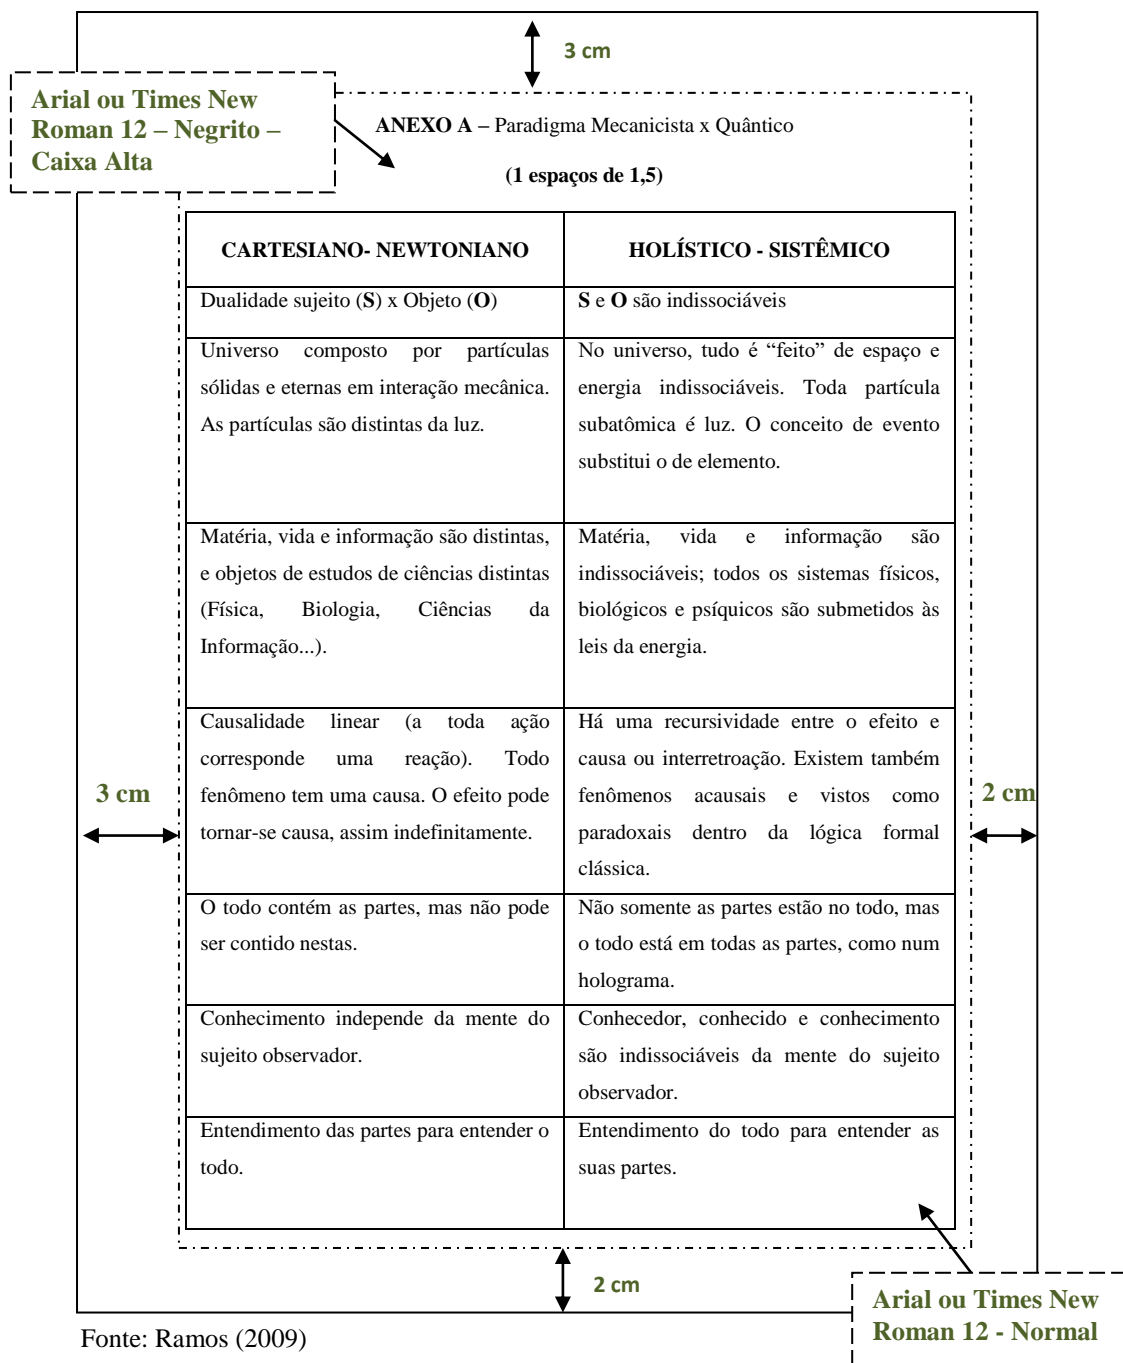 3 cm
Arial ou Times New
Roman 12 – Negrito –
Caixa Alta
ANEXO A – Paradigma Mecanicista x Quântico
(1 espaços de 1,5)
CARTESIANO- NEWTONIANO
HOLÍSTICO - SISTÊMICO
Dualidade sujeito (S) x Objeto (O)
S e O são indissociáveis
Universo composto por partículas
sólidas e eternas em interação mecânica.
As partículas são distintas da luz.
No universo, tudo é “feito” de espaço e
energia indissociáveis. Toda partícula
subatômica é luz. O conceito de evento
substitui o de elemento.
Matéria, vida e informação são distintas,
e objetos de estudos de ciências distintas
(Física, Biologia, Ciências da
Informação...).
Matéria, vida e informação são
indissociáveis; todos os sistemas físicos,
biológicos e psíquicos são submetidos às
leis da energia.
Causalidade linear (a toda ação
corresponde uma reação). Todo
fenômeno tem uma causa. O efeito pode
tornar-se causa, assim indefinitamente.
Há uma recursividade entre o efeito e
causa ou interretroação. Existem também
fenômenos acausais e vistos como
paradoxais dentro da lógica formal
clássica.
3 cm
2 cm
O todo contém as partes, mas não pode
ser contido nestas.
Não somente as partes estão no todo, mas
o todo está em todas as partes, como num
holograma.
Conhecimento independe da mente do
sujeito observador.
Conhecedor, conhecido e conhecimento
são indissociáveis da mente do sujeito
observador.
Entendimento das partes para entender o
todo.
Entendimento do todo para entender as
suas partes.
2 cm
Arial ou Times New
Roman 12 - Normal
Fonte: Ramos (2009)